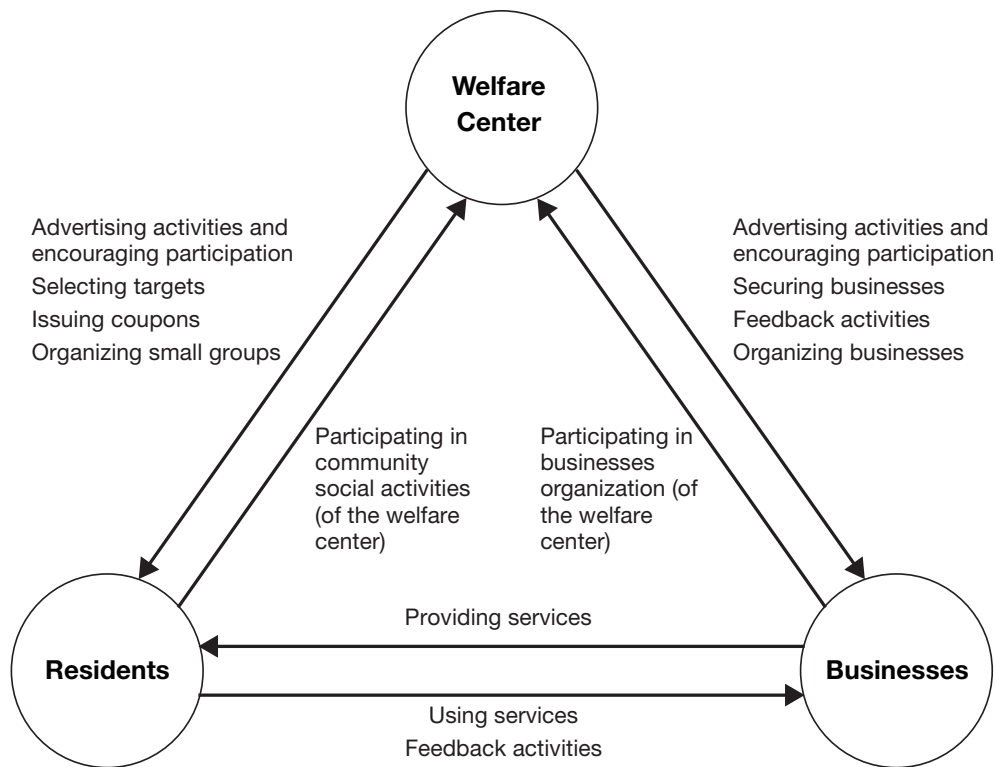 Welfare
Center
Advertising activities and
encouraging participation
Selecting targets
Issuing coupons
Organizing small groups
Advertising activities and
encouraging participation
Securing businesses
Feedback activities
Organizing businesses
Participating in
community
social activities
(of the welfare
center)
Participating in
businesses
organization (of
the welfare
center)
Providing services
Residents
Businesses
Using services
Feedback activities